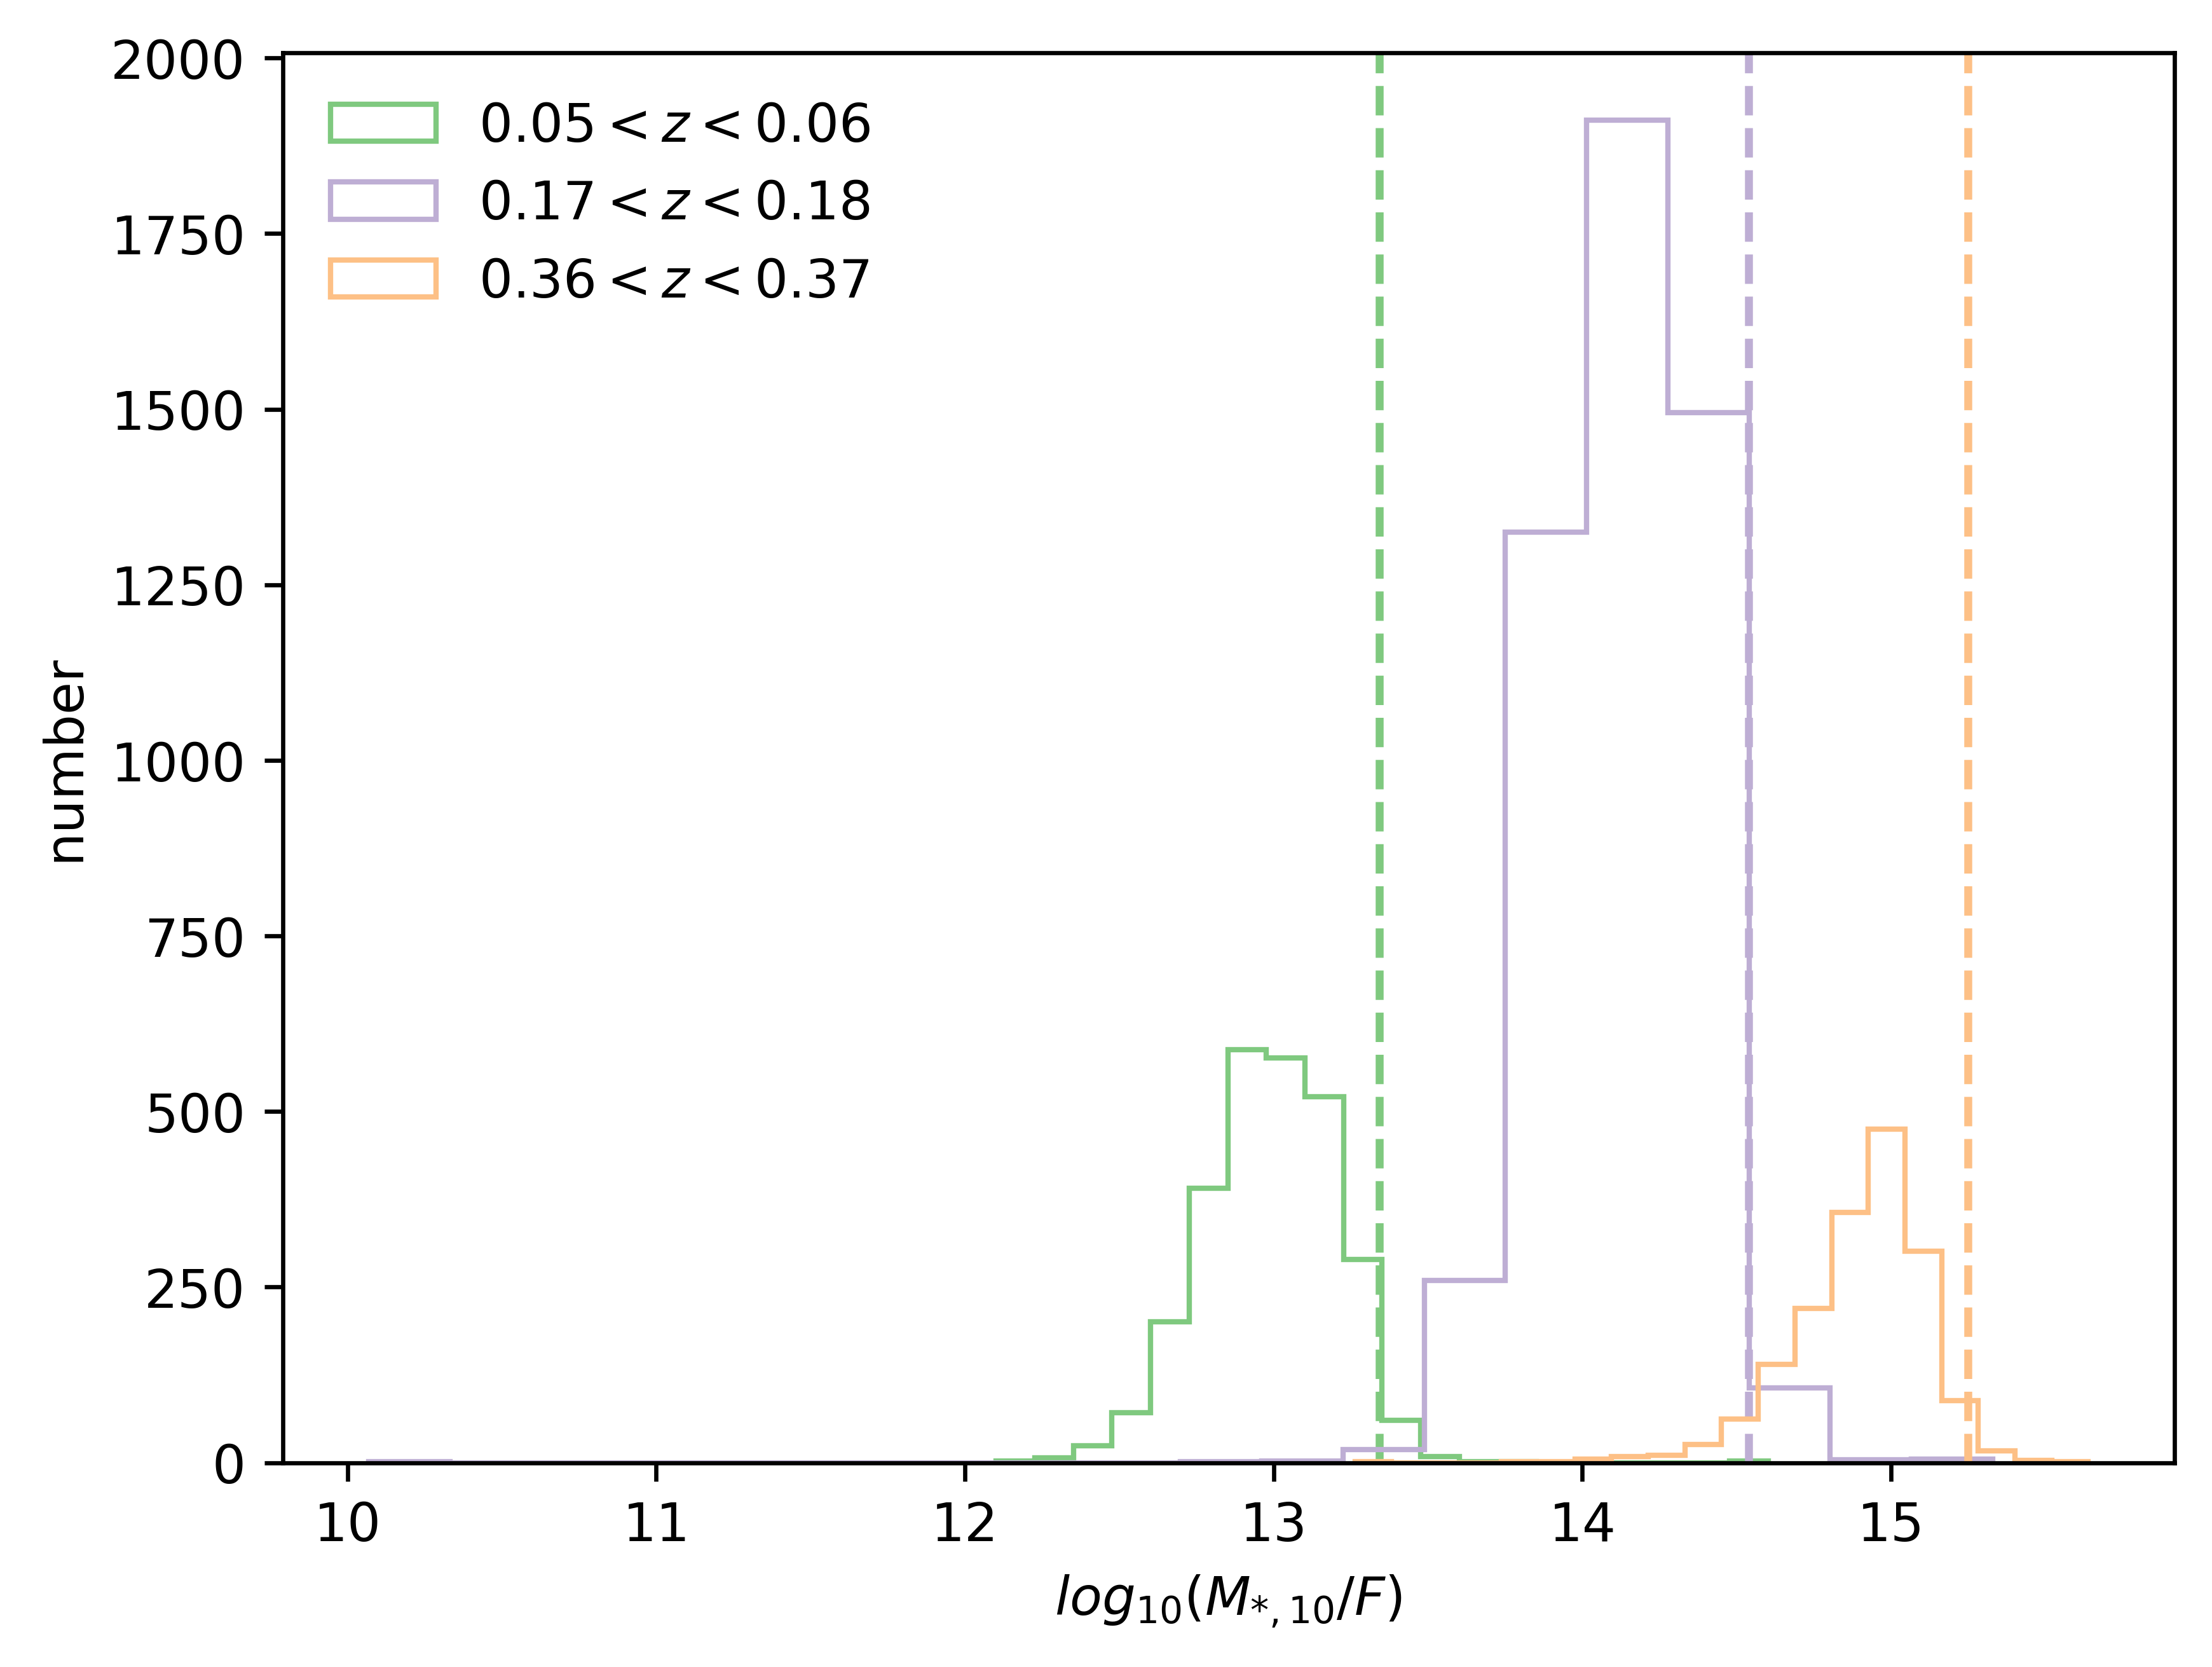 2000
1750
1500
1250
1000
750
500
250
0
number
0.05 < z < 0.06
0.17 < z < 0.18
0.36 < z < 0.37
10 11 12 13 14 15
log₁₀(M∗,₁₀/F)